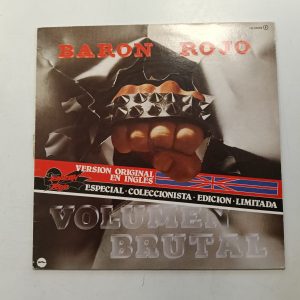 BARON ROJO
VERSION ORIGINAL
EN INGLES
ESPECIAL · COLECCIONISTA · EDICION · LIMITADA
VOLUMEN
BRUTAL